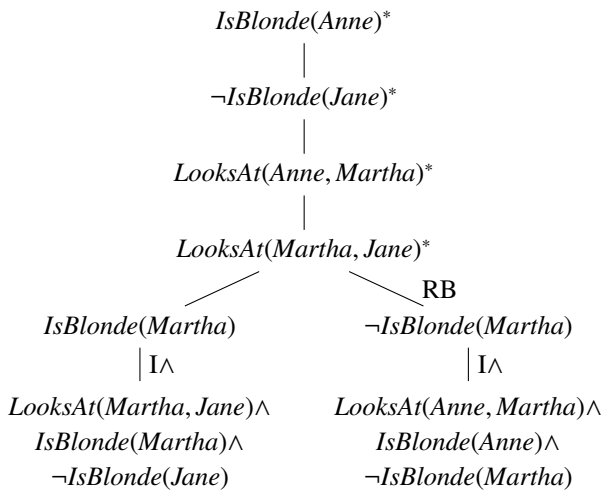 IsBlonde(Anne)*
¬IsBlonde(Jane)*
LooksAt(Anne, Martha)*
LooksAt(Martha, Jane)*
RB
IsBlonde(Martha) ¬IsBlonde(Martha)
I∧ I∧
LooksAt(Martha, Jane)∧ LooksAt(Anne, Martha)∧
IsBlonde(Martha)∧ IsBlonde(Anne)∧
¬IsBlonde(Jane) ¬IsBlonde(Martha)